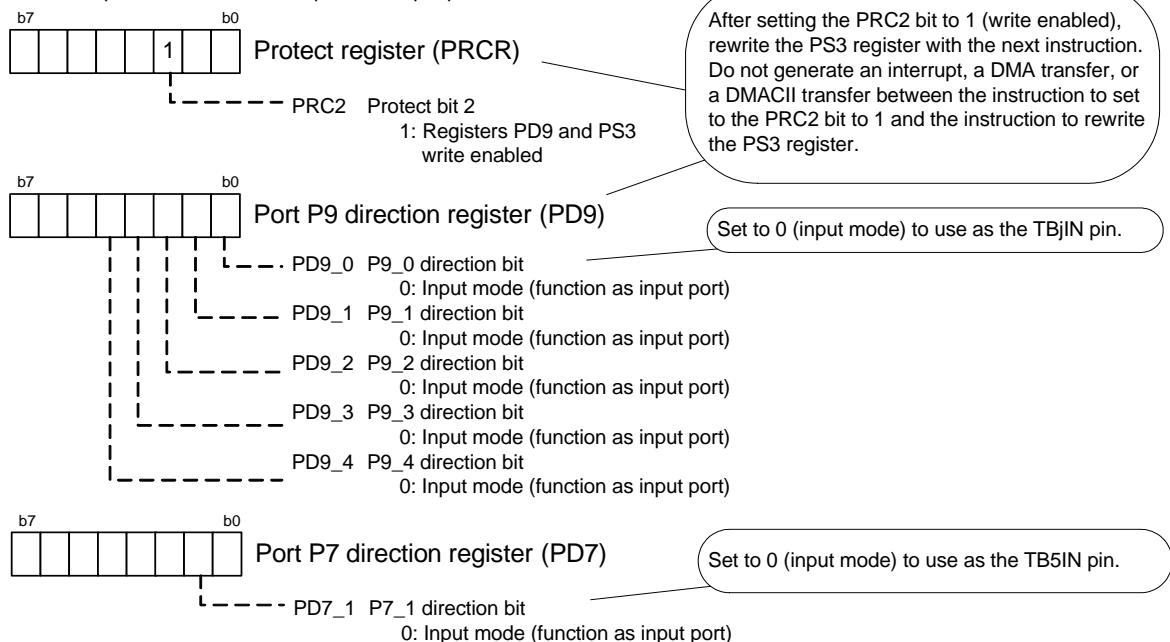 b7 b0
1
Protect register (PRCR)
PRC2 Protect bit 2
1: Registers PD9 and PS3
write enabled
After setting the PRC2 bit to 1 (write enabled),
rewrite the PS3 register with the next instruction.
Do not generate an interrupt, a DMA transfer, or
a DMACII transfer between the instruction to set
to the PRC2 bit to 1 and the instruction to rewrite
the PS3 register.
b7 b0
Port P9 direction register (PD9)
Set to 0 (input mode) to use as the TBjIN pin.
PD9_0 P9_0 direction bit
0: Input mode (function as input port)
PD9_1 P9_1 direction bit
0: Input mode (function as input port)
PD9_2 P9_2 direction bit
0: Input mode (function as input port)
PD9_3 P9_3 direction bit
0: Input mode (function as input port)
PD9_4 P9_4 direction bit
0: Input mode (function as input port)
b7 b0
Port P7 direction register (PD7)
Set to 0 (input mode) to use as the TB5IN pin.
PD7_1 P7_1 direction bit
0: Input mode (function as input port)